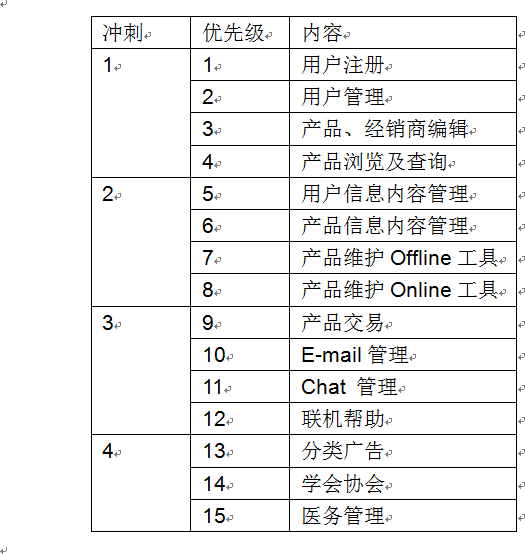 冲刺 优先级 内容
1 1 用户注册
2 用户管理
3 产品、经销商编辑
4 产品浏览及查询
2 5 用户信息内容管理
6 产品信息内容管理
7 产品维护 Offline 工具
8 产品维护 Online 工具
3 9 产品交易
10 E-mail 管理
11 Chat 管理
12 联机帮助
4 13 分类广告
14 学会协会
15 医务管理